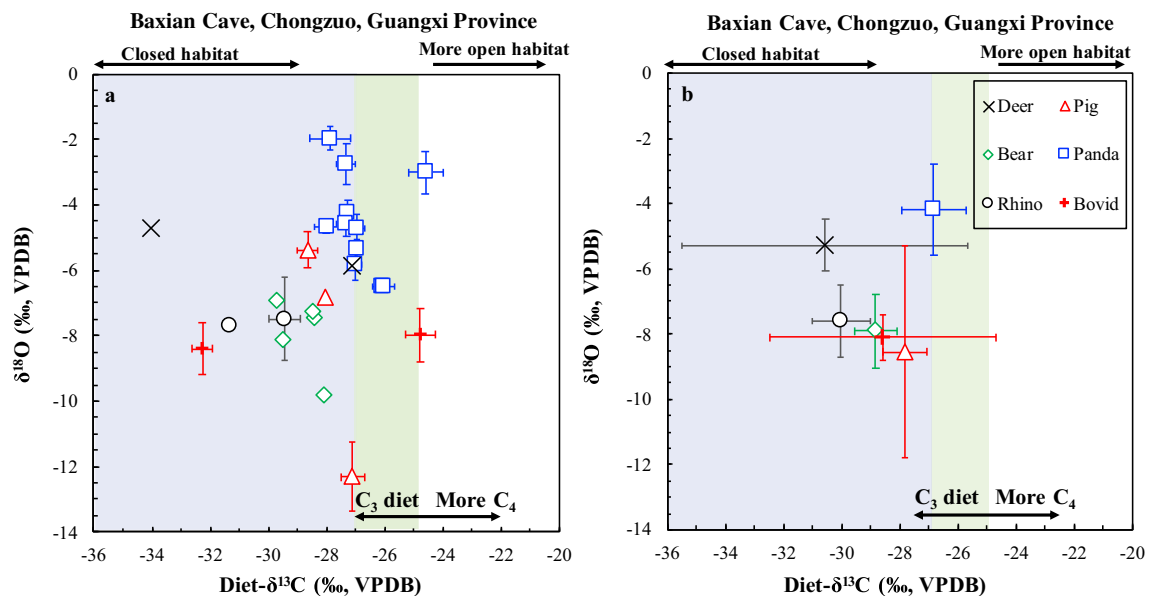 Baxian Cave, Chongzuo, Guangxi Province
Closed habitat
More open habitat
a
0
-2
-4
-6
-8
-10
-12
-14
δ¹⁸O (‰, VPDB)
C₃ diet More C₄
-36 -34 -32 -30 -28 -26 -24 -22 -20
Diet-δ¹³C (‰, VPDB)
Baxian Cave, Chongzuo, Guangxi Province
Closed habitat
More open habitat
b
Deer Pig
Bear Panda
Rhino Bovid
0
-2
-4
-6
-8
-10
-12
-14
δ¹⁸O (‰, VPDB)
C₃ diet More C₄
-36 -34 -32 -30 -28 -26 -24 -22 -20
Diet-δ¹³C (‰, VPDB)